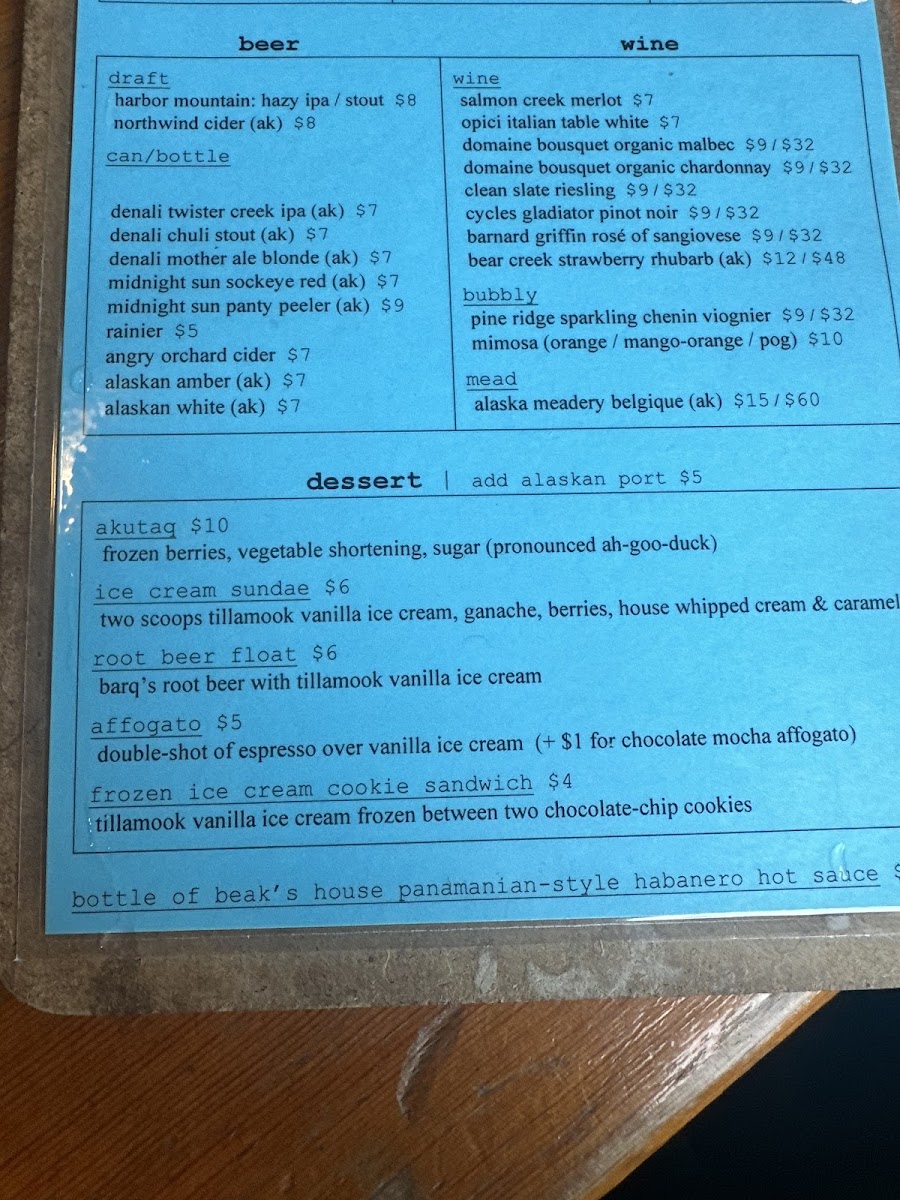 beer
draft
harbor mountain: hazy ipa / stout $8
northwind cider (ak) $8
can/bottle
denali twister creek ipa (ak) $7
denali chuli stout (ak) $7
denali mother ale blonde (ak) $7
midnight sun sockeye red (ak) $7
midnight sun panty peeler (ak) $9
rainier $5
angry orchard cider $7
alaskan amber (ak) $7
alaskan white (ak) $7
wine
wine
salmon creek merlot $7
opici italian table white $7
domaine bousquet organic malbec $9/$32
domaine bousquet organic chardonnay $9/$32
clean slate riesling $9/$32
cycles gladiator pinot noir $9/$32
barnard griffin rosé of sangiovese $9/$32
bear creek strawberry rhubarb (ak) $12/$48
bubbly
pine ridge sparkling chenin viognier $9/$32
mimosa (orange / mango-orange / pog) $10
mead
alaska meadery belgique (ak) $15/$60
dessert | add alaskan port $5
akutaq $10
frozen berries, vegetable shortening, sugar (pronounced ah-goo-duck)
ice cream sundae $6
two scoops tillamook vanilla ice cream, ganache, berries, house whipped cream & caramel
root beer float $6
barq's root beer with tillamook vanilla ice cream
affogato $5
double-shot of espresso over vanilla ice cream (+ $1 for chocolate mocha affogato)
frozen ice cream cookie sandwich $4
tillamook vanilla ice cream frozen between two chocolate-chip cookies
bottle of beak's house panamanian-style habanero hot sauce $